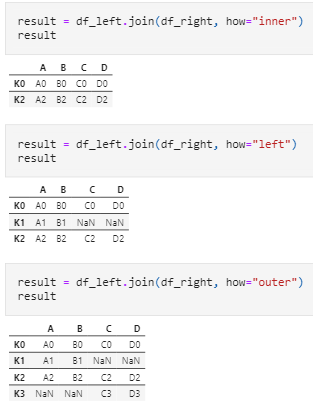 result = df_left.join(df_right, how="inner")
result
A B C D
K0 A0 B0 C0 D0
K2 A2 B2 C2 D2
result = df_left.join(df_right, how="left")
result
A B C D
K0 A0 B0 C0 D0
K1 A1 B1 NaN NaN
K2 A2 B2 C2 D2
result = df_left.join(df_right, how="outer")
result
A B C D
K0 A0 B0 C0 D0
K1 A1 B1 NaN NaN
K2 A2 B2 C2 D2
K3 NaN NaN C3 D3